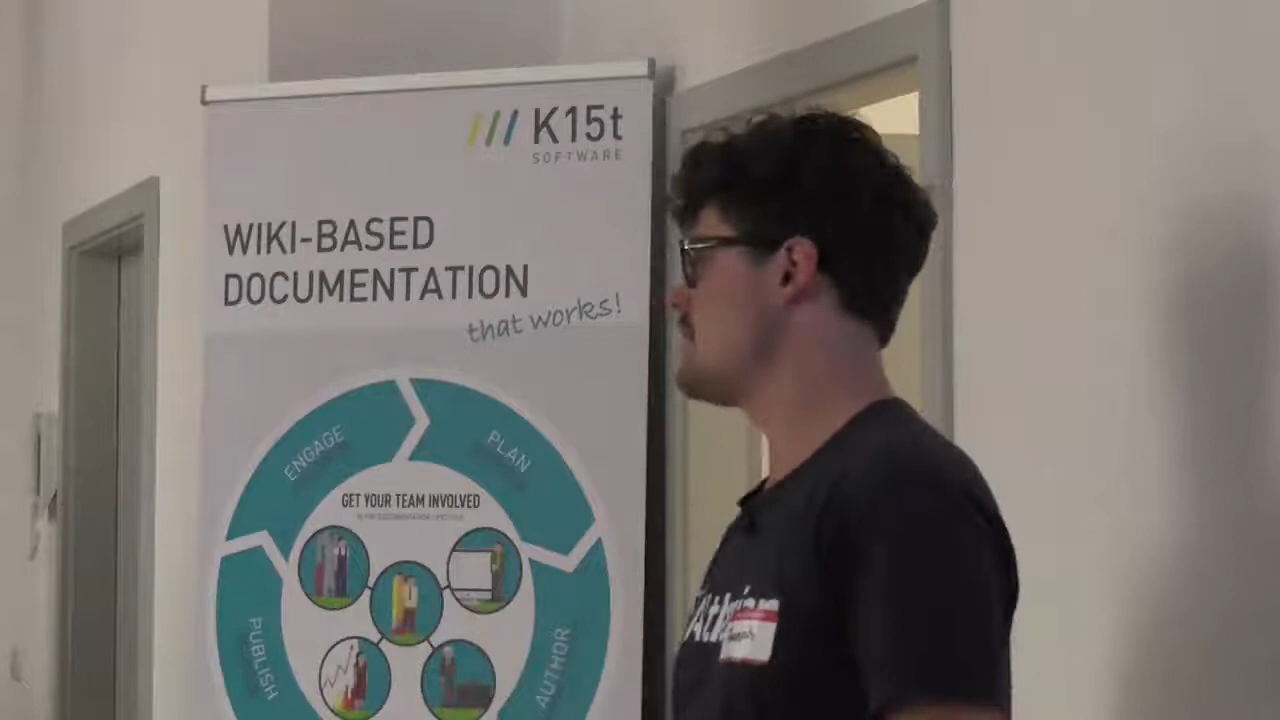 K15t
SOFTWARE
WIKI-BASED
DOCUMENTATION
that works!
ENGAGE
PLAN
GET YOUR TEAM INVOLVED
PUBLISH
AUTHOR